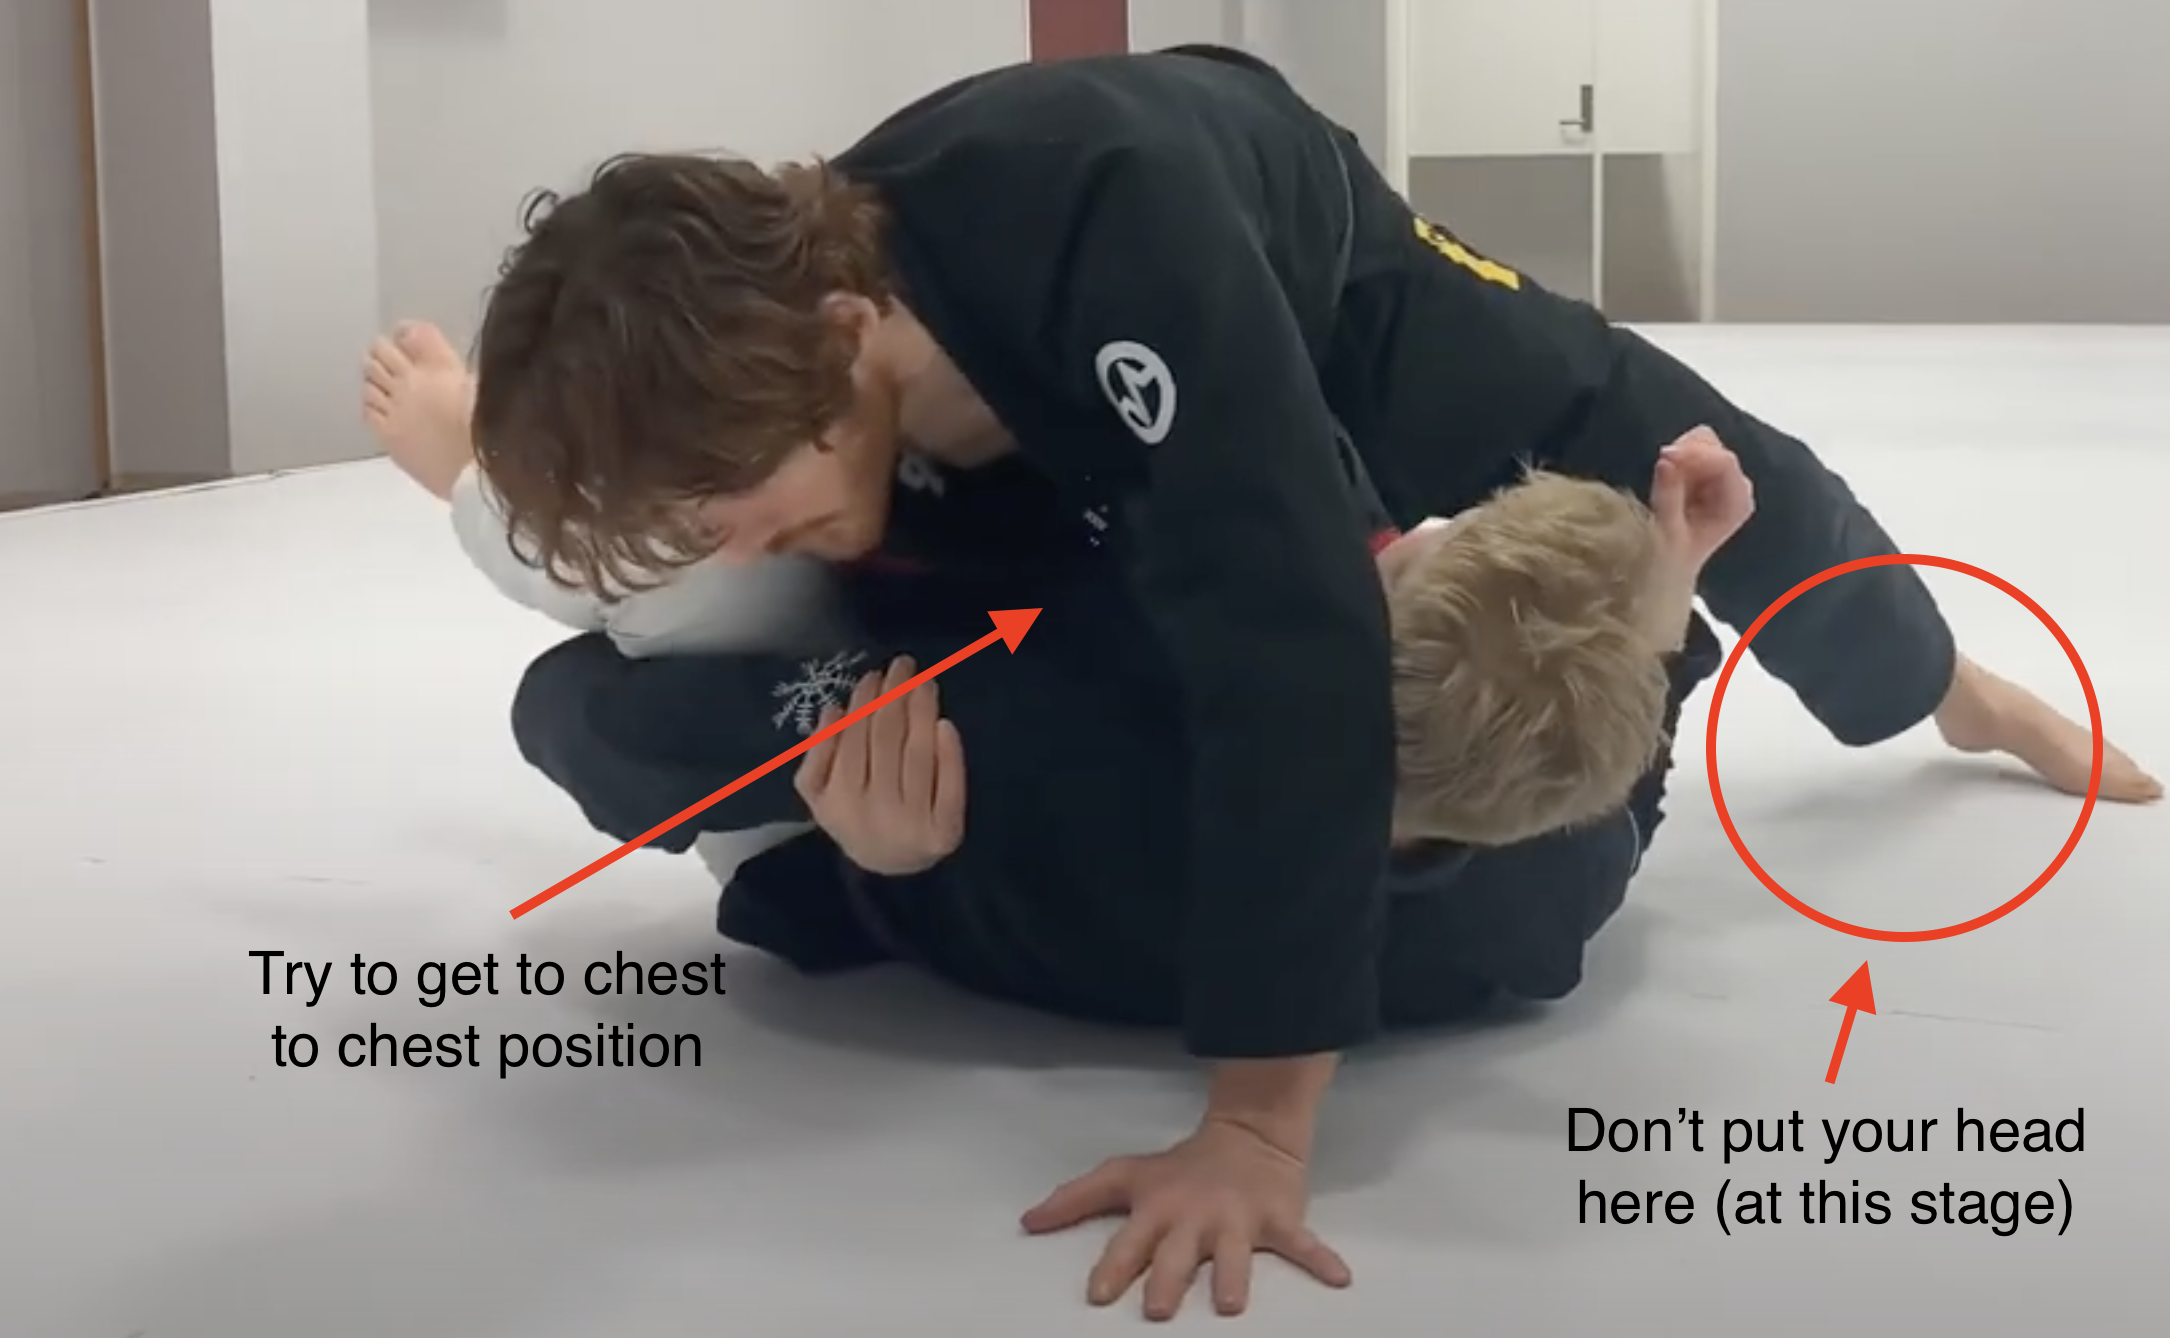 Try to get to chest
to chest position
Don’t put your head
here (at this stage)